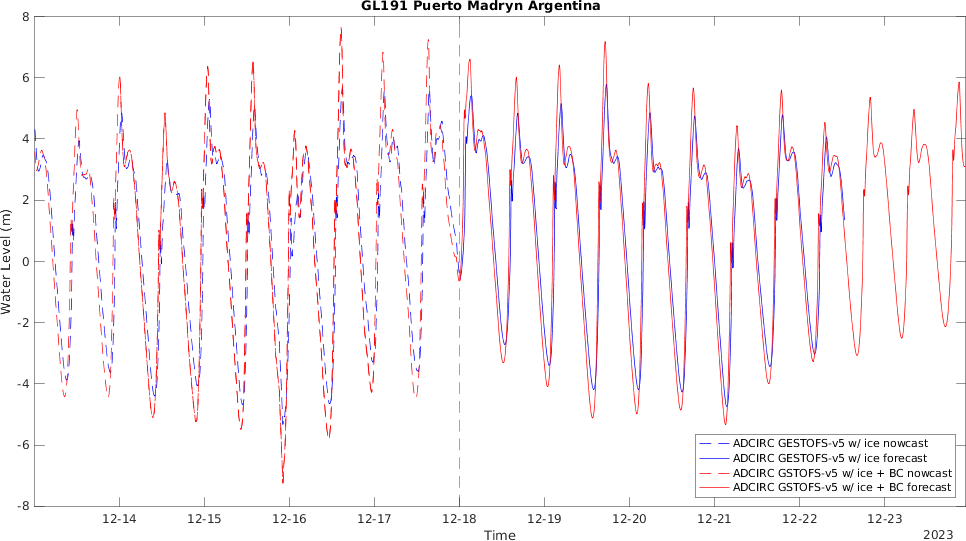 GL191 Puerto Madryn Argentina
8
6
4
2
0
-2
-4
-6
-8
Water Level (m)
ADCIRC GESTOFS-v5 w/ ice nowcast
ADCIRC GESTOFS-v5 w/ ice forecast
ADCIRC GSTOFS-v5 w/ ice + BC nowcast
ADCIRC GSTOFS-v5 w/ ice + BC forecast
12-14 12-15 12-16 12-17 12-18 12-19 12-20 12-21 12-22 12-23
Time
2023